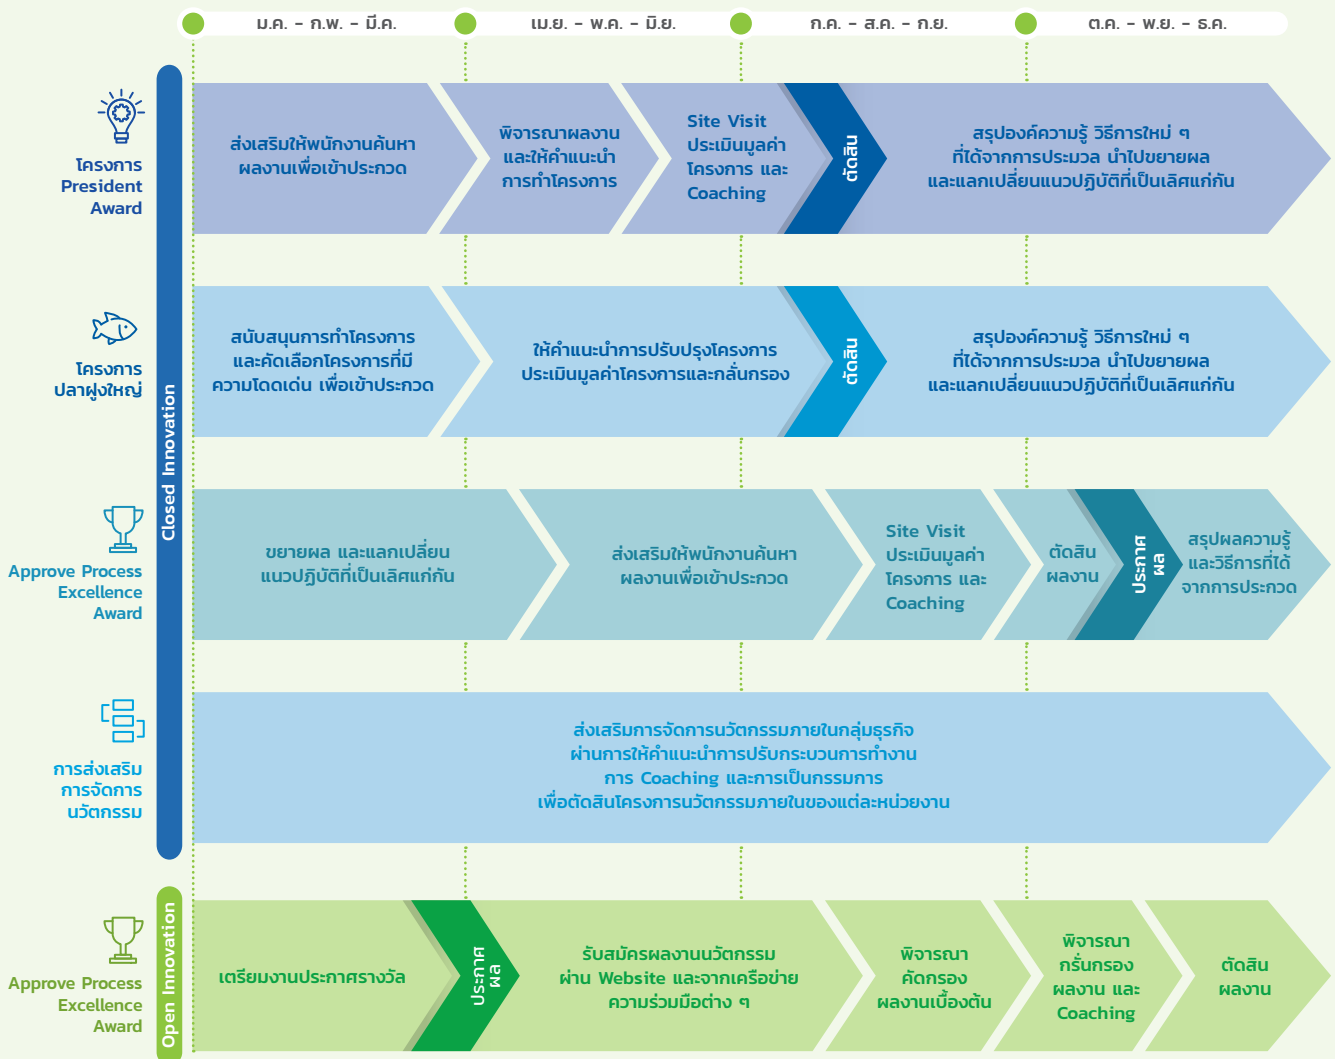 ม.ค. - ก.พ. - มี.ค.
เม.ย. - พ.ค. - มิ.ย.
ก.ค. - ส.ค. - ก.ย.
ต.ค. - พ.ย. - ธ.ค.
Closed Innovation
โครงการ
President
Award
ส่งเสริมให้พนักงานค้นหา
ผลงานเพื่อเข้าประกวด
พิจารณาผลงาน
และให้คำแนะนำ
การทำโครงการ
Site Visit
ประเมินมูลค่า
โครงการ และ
Coaching
ตัดสิน
สรุปองค์ความรู้ วิธีการใหม่ ๆ
ที่ได้จากการประมวล นำไปขยายผล
และแลกเปลี่ยนแนวปฏิบัติที่เป็นเลิศแก่กัน
โครงการ
ปลาฝูงใหญ่
สนับสนุนการทำโครงการ
และคัดเลือกโครงการที่มี
ความโดดเด่น เพื่อเข้าประกวด
ให้คำแนะนำการปรับปรุงโครงการ
ประเมินมูลค่าโครงการและกลั่นกรอง
ตัดสิน
สรุปองค์ความรู้ วิธีการใหม่ ๆ
ที่ได้จากการประมวล นำไปขยายผล
และแลกเปลี่ยนแนวปฏิบัติที่เป็นเลิศแก่กัน
Approve Process
Excellence
Award
ขยายผล และแลกเปลี่ยน
แนวปฏิบัติที่เป็นเลิศแก่กัน
ส่งเสริมให้พนักงานค้นหา
ผลงานเพื่อเข้าประกวด
Site Visit
ประเมินมูลค่า
โครงการ และ
Coaching
ตัดสิน
ผลงาน
ประกาศ
ผล
สรุปผลความรู้
และวิธีการที่ได้
จากการประกวด
การส่งเสริม
การจัดการ
นวัตกรรม
ส่งเสริมการจัดการนวัตกรรมภายในกลุ่มธุรกิจ
ผ่านการให้คำแนะนำการปรับกระบวนการทำงาน
การ Coaching และการเป็นกรรมการ
เพื่อตัดสินโครงการนวัตกรรมภายในของแต่ละหน่วยงาน
Open Innovation
Approve Process
Excellence
Award
เตรียมงานประกาศรางวัล
ประกาศ
ผล
รับสมัครผลงานนวัตกรรม
ผ่าน Website และจากเครือข่าย
ความร่วมมือต่าง ๆ
พิจารณา
คัดกรอง
ผลงานเบื้องต้น
พิจารณา
กรั่นกรอง
ผลงาน และ
Coaching
ตัดสิน
ผลงาน